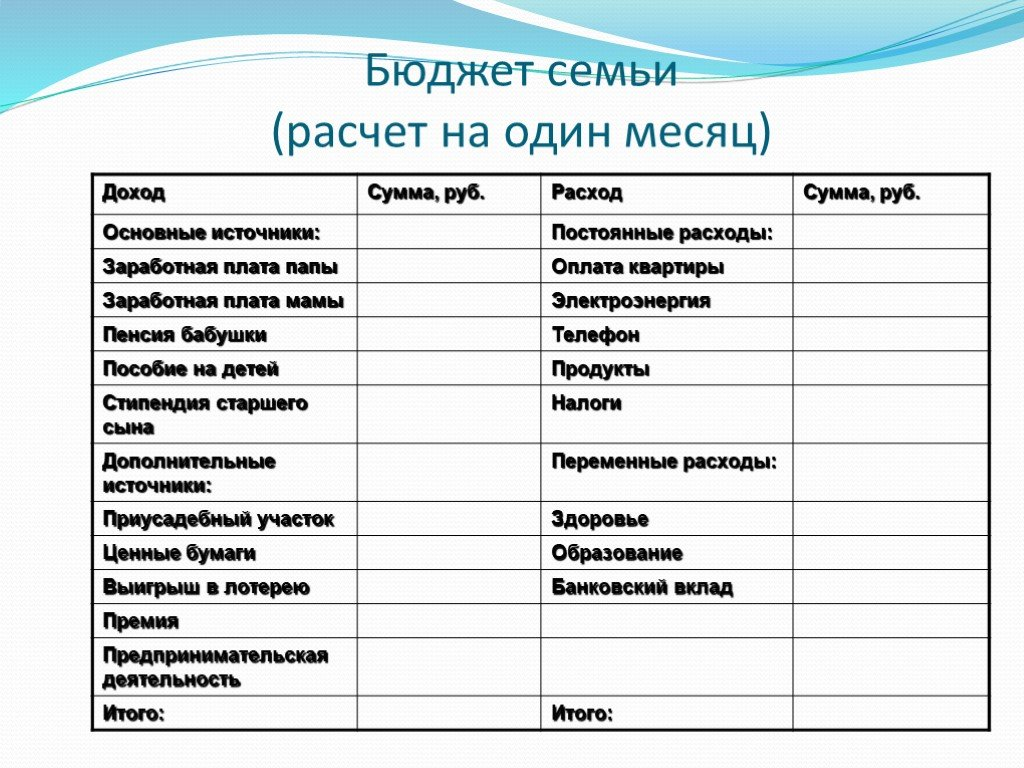 Бюджет семьи
(расчет на один месяц)
Доход Сумма, руб. Расход Сумма, руб.
Основные источники: Постоянные расходы:
Заработная плата папы Оплата квартиры
Заработная плата мамы Электроэнергия
Пенсия бабушки Телефон
Пособие на детей Продукты
Стипендия старшего Налоги
сына
Дополнительные Переменные расходы:
источники:
Приусадебный участок Здоровье
Ценные бумаги Образование
Выигрыш в лотерею Банковский вклад
Премия
Предпринимательская
деятельность
Итого: Итого: